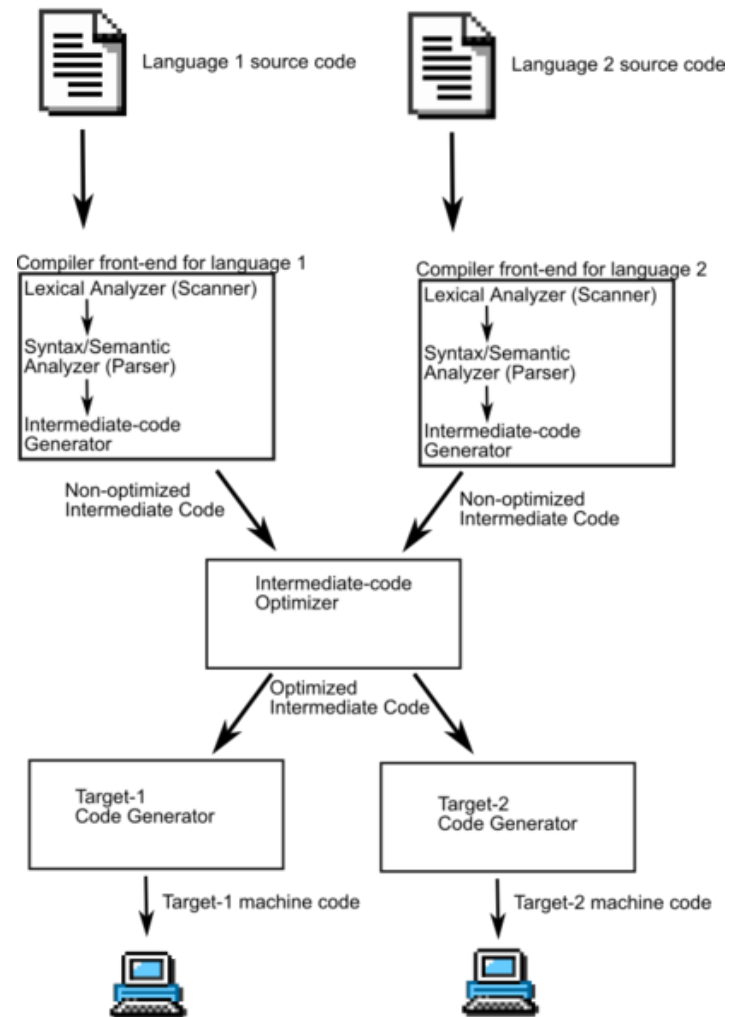 Language 1 source code
Language 2 source code
Compiler front-end for language 1
Lexical Analyzer (Scanner)
Syntax/Semantic
Analyzer (Parser)
Intermediate-code
Generator
Compiler front-end for language 2
Lexical Analyzer (Scanner)
Syntax/Semantic
Analyzer (Parser)
Intermediate-code
Generator
Non-optimized
Intermediate Code
Non-optimized
Intermediate Code
Intermediate-code
Optimizer
Optimized
Intermediate Code
Target-1
Code Generator
Target-2
Code Generator
Target-1 machine code
Target-2 machine code